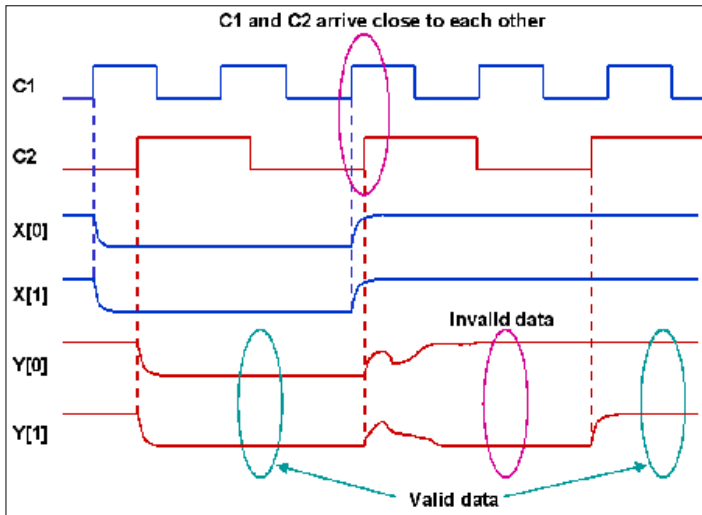 C1 and C2 arrive close to each other
C1
C2
X[0]
X[1]
Invalid data
Y[0]
Y[1]
Valid data